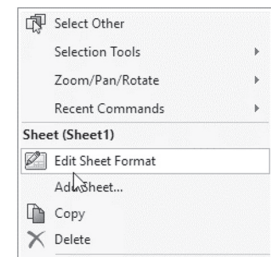 Select Other
Selection Tools
Zoom/Pan/Rotate
Recent Commands
Sheet (Sheet1)
Edit Sheet Format
Add Sheet...
Copy
Delete